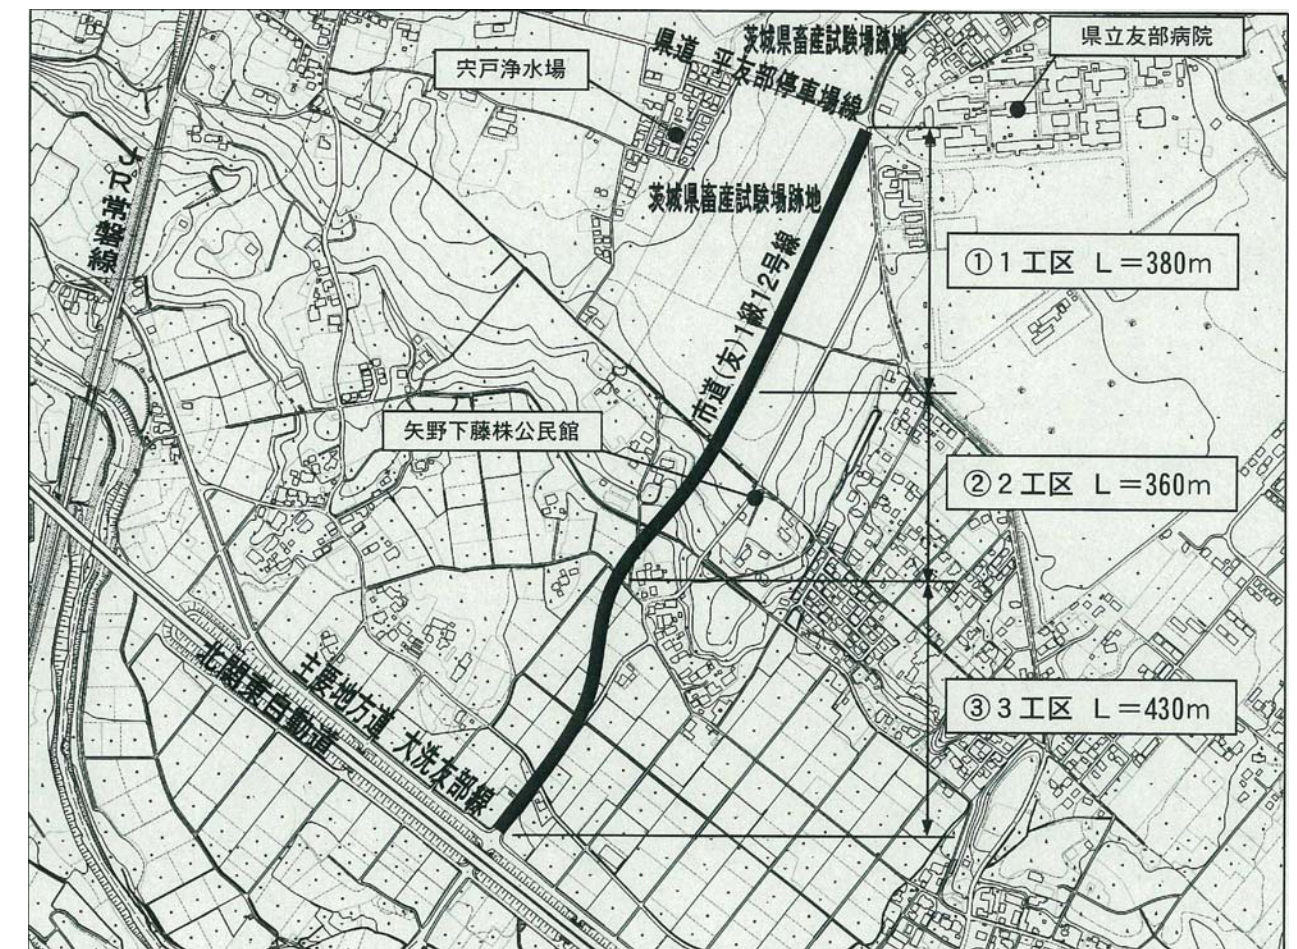 茨城県畜産試験場跡地
県立友部病院
県道 平友部停車場線
宍戸浄水場
JR常磐線
茨城県畜産試験場跡地
①1工区 L=380m
市道(友)1級12号線
矢野下藤株公民館
②2工区 L=360m
主要地方道 大洗友部線
北関東自動道
③3工区 L=430m